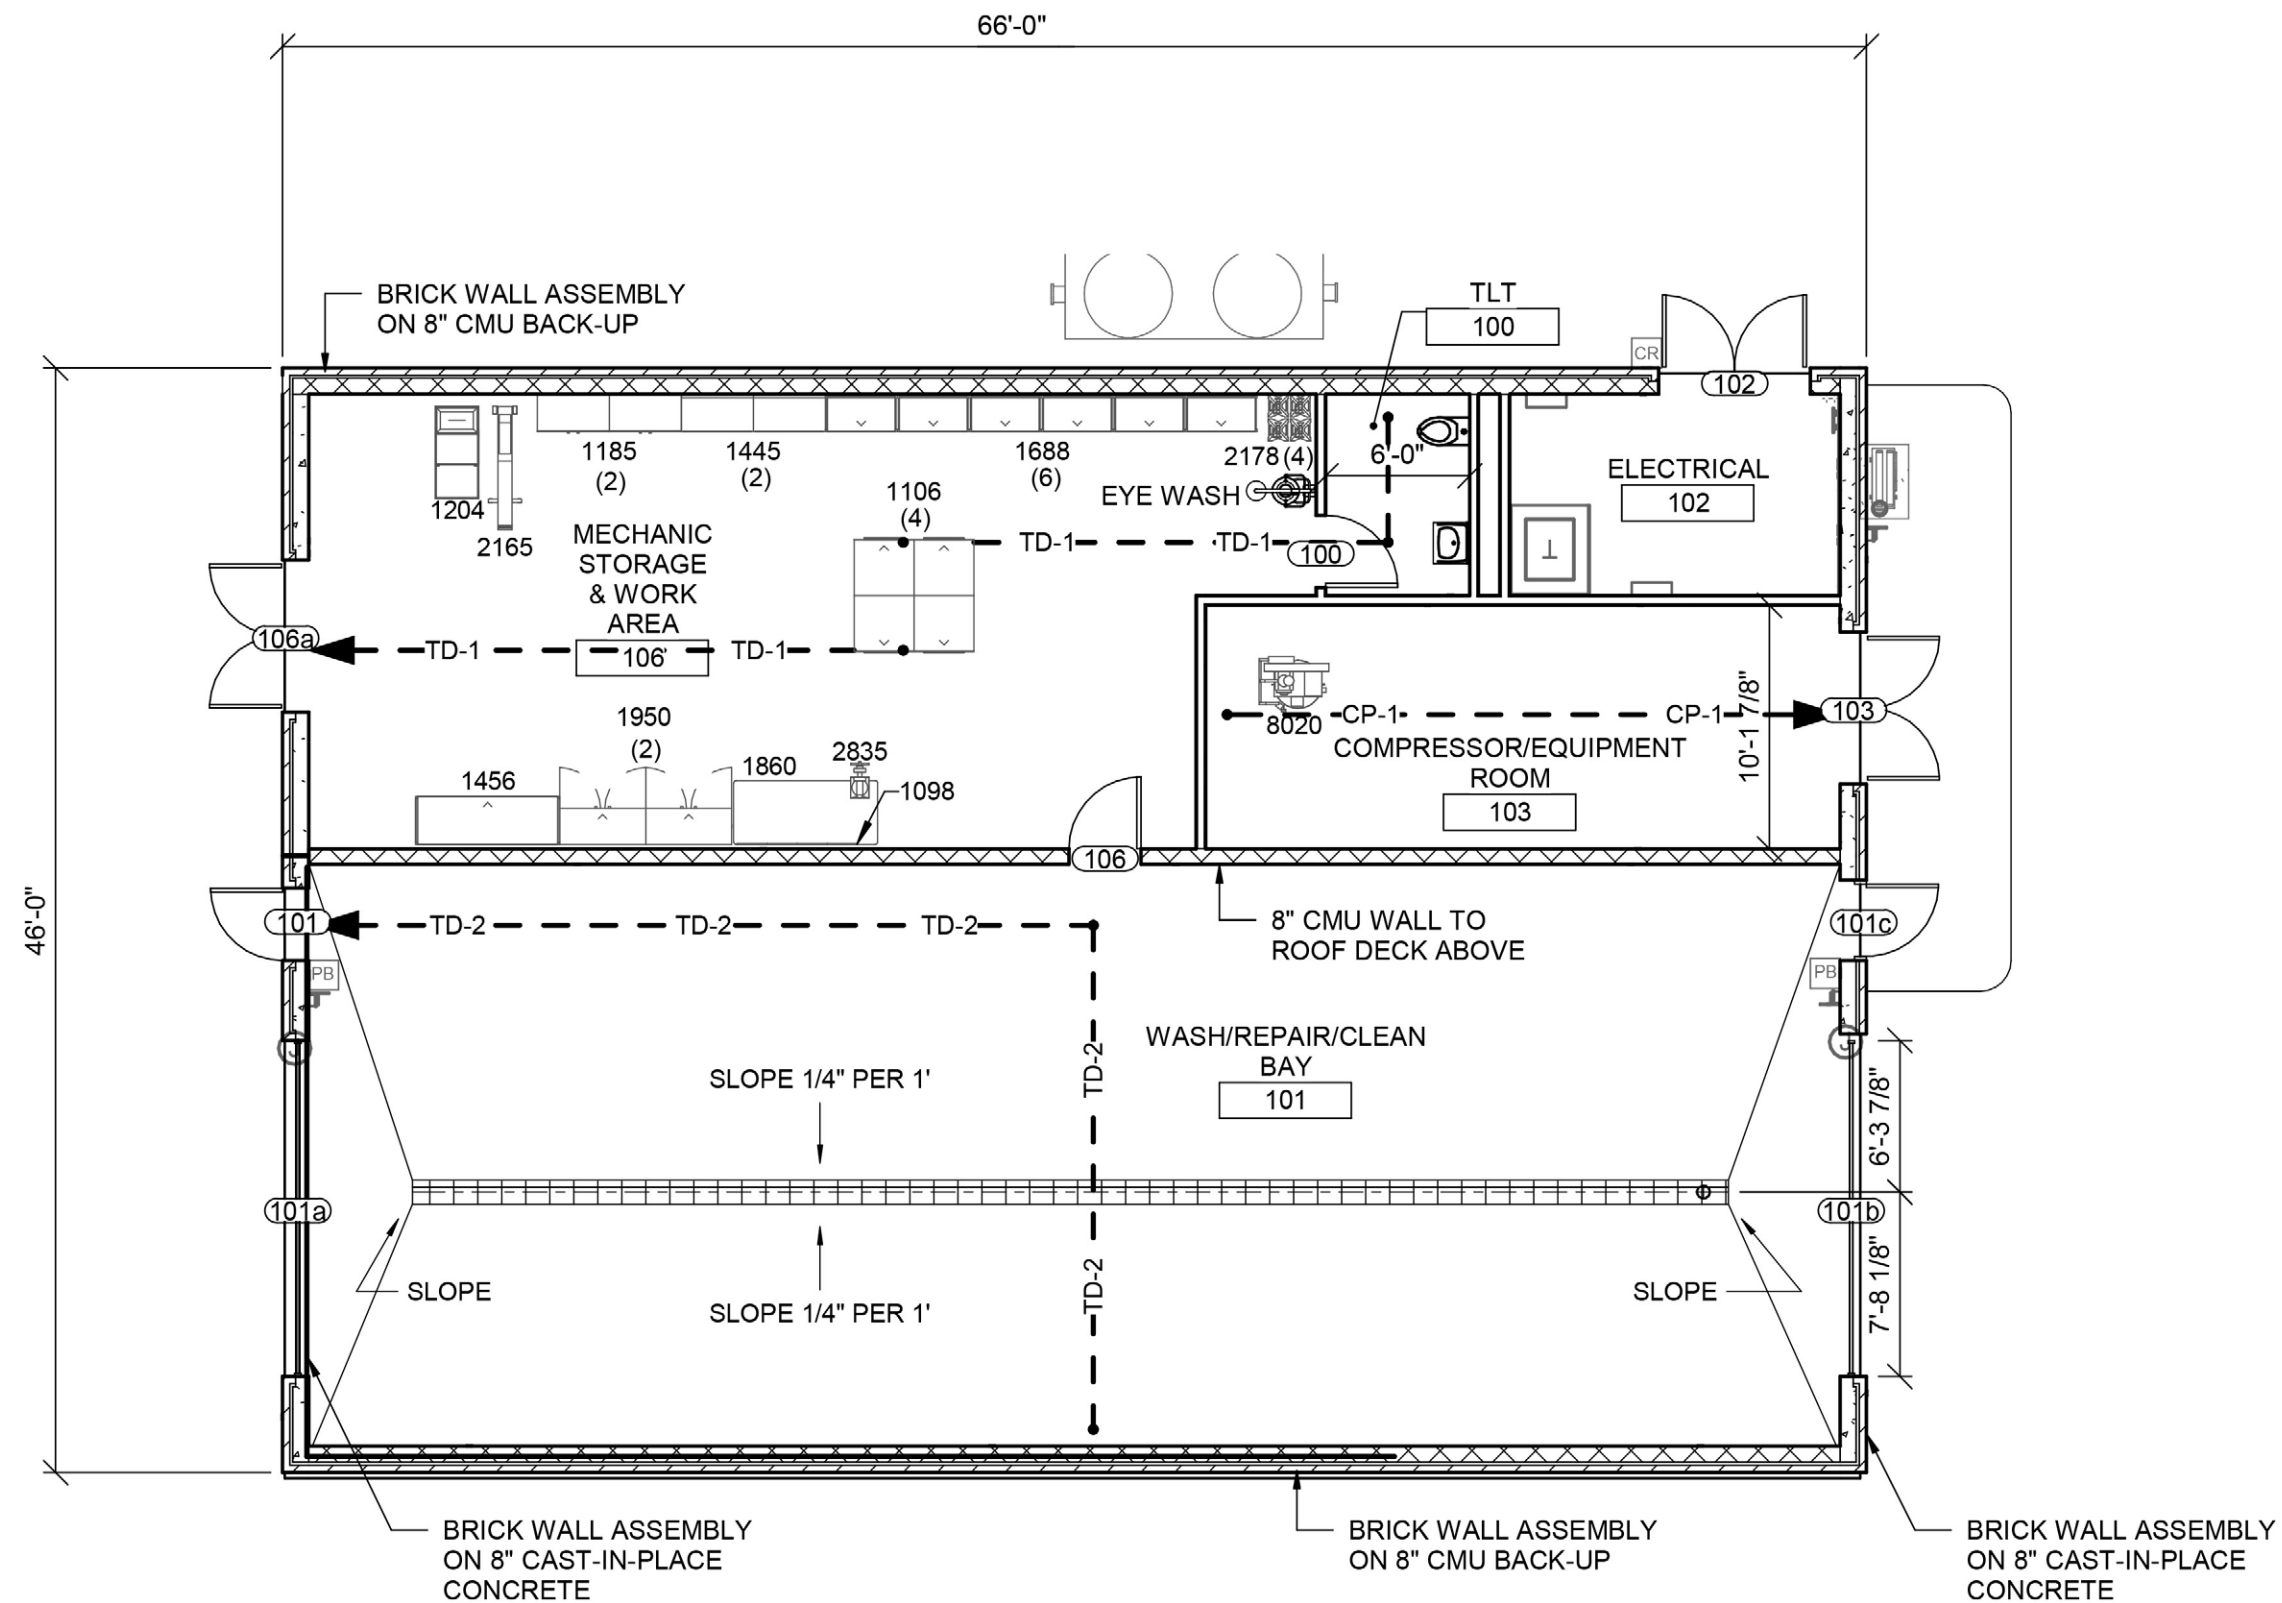 66'-0"
BRICK WALL ASSEMBLY
ON 8" CMU BACK-UP
TLT
100
CR
102
1185
(2)
1445
(2)
1688
(6)
2178 (4)
6'-0"
ELECTRICAL
102
1204
2165
1106
(4)
EYE WASH
MECHANIC
STORAGE
& WORK
AREA
106
TD-1
TD-1
100
106a
TD-1
TD-1
10'-1 7/8"
CP-1
CP-1
103
8020
COMPRESSOR/EQUIPMENT
ROOM
103
1950
(2)
1456
1860
2835
1098
106
46'-0"
101
TD-2
TD-2
TD-2
8" CMU WALL TO
ROOF DECK ABOVE
101c
PB
PB
WASH/REPAIR/CLEAN
BAY
101
TD-2
SLOPE 1/4" PER 1'
6'-3 7/8"
101a
101b
SLOPE
SLOPE 1/4" PER 1'
TD-2
SLOPE
7'-8 1/8"
BRICK WALL ASSEMBLY
ON 8" CAST-IN-PLACE
CONCRETE
BRICK WALL ASSEMBLY
ON 8" CMU BACK-UP
BRICK WALL ASSEMBLY
ON 8" CAST-IN-PLACE
CONCRETE